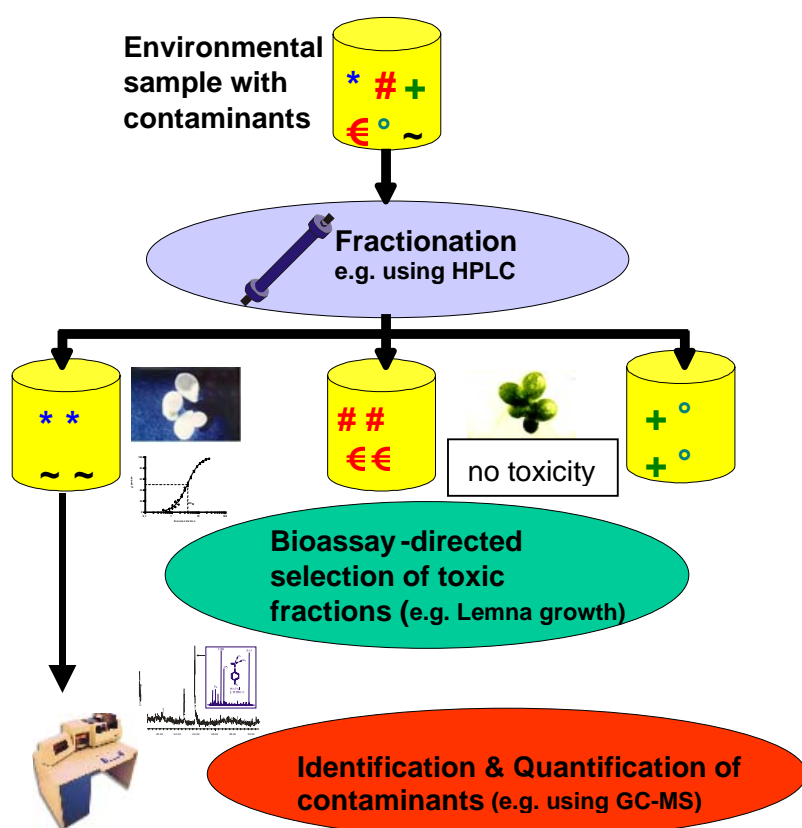 Environmental
sample with
contaminants
* # +
€ ° ~
Fractionation
e.g. using HPLC
* *
~ ~
# #
€ €
no toxicity
+ °
+ °
Bioassay-directed
selection of toxic
fractions (e.g. Lemna growth)
Identification & Quantification of
contaminants (e.g. using GC-MS)